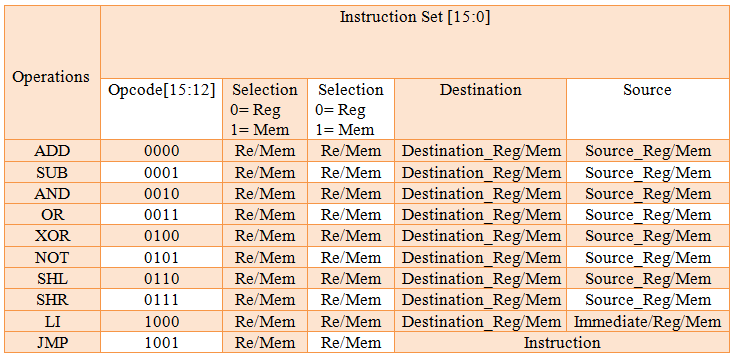 Instruction Set [15:0]
Operations
Opcode[15:12] Selection 0= Reg 1= Mem Selection 0= Reg 1= Mem Destination Source
ADD 0000 Re/Mem Re/Mem Destination_Reg/Mem Source_Reg/Mem
SUB 0001 Re/Mem Re/Mem Destination_Reg/Mem Source_Reg/Mem
AND 0010 Re/Mem Re/Mem Destination_Reg/Mem Source_Reg/Mem
OR 0011 Re/Mem Re/Mem Destination_Reg/Mem Source_Reg/Mem
XOR 0100 Re/Mem Re/Mem Destination_Reg/Mem Source_Reg/Mem
NOT 0101 Re/Mem Re/Mem Destination_Reg/Mem Source_Reg/Mem
SHL 0110 Re/Mem Re/Mem Destination_Reg/Mem Source_Reg/Mem
SHR 0111 Re/Mem Re/Mem Destination_Reg/Mem Source_Reg/Mem
LI 1000 Re/Mem Re/Mem Destination_Reg/Mem Immediate/Reg/Mem
JMP 1001 Re/Mem Re/Mem Instruction